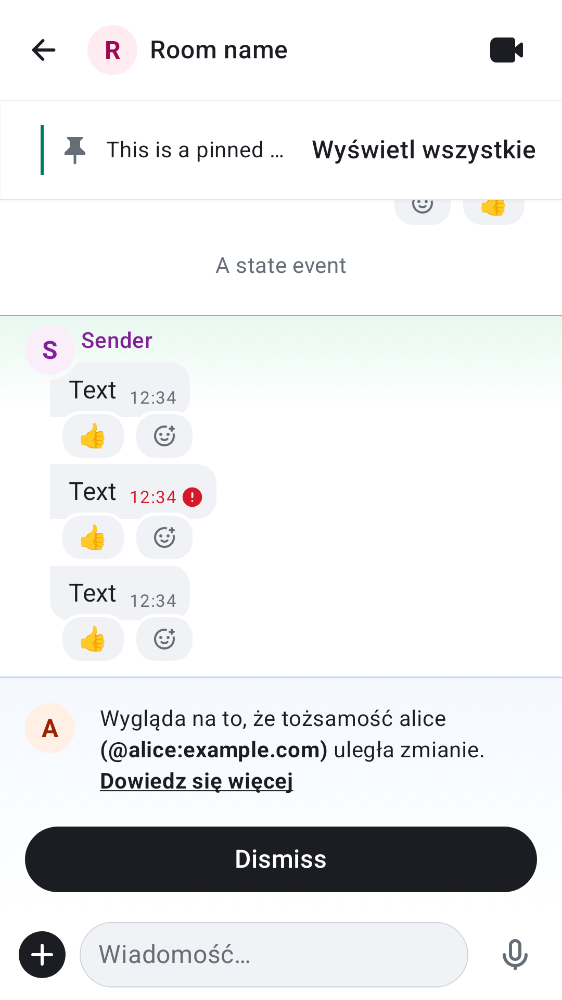 R
Room name
This is a pinned …
Wyświetl wszystkie
A state event
S
Sender
Text 12:34
Text 12:34
Text 12:34
A
Wygląda na to, że tożsamość alice
(@alice:example.com) uległa zmianie.
Dowiedz się więcej
Dismiss
Wiadomość…